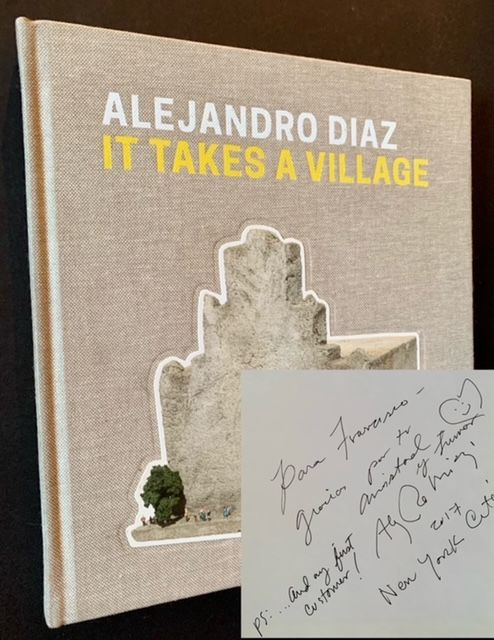 ALEJANDRO DIAZ
IT TAKES A VILLAGE
Para Francisco –
gracias por tu
amistad y humor
2017
New York City
ps: ....and my first
customer!